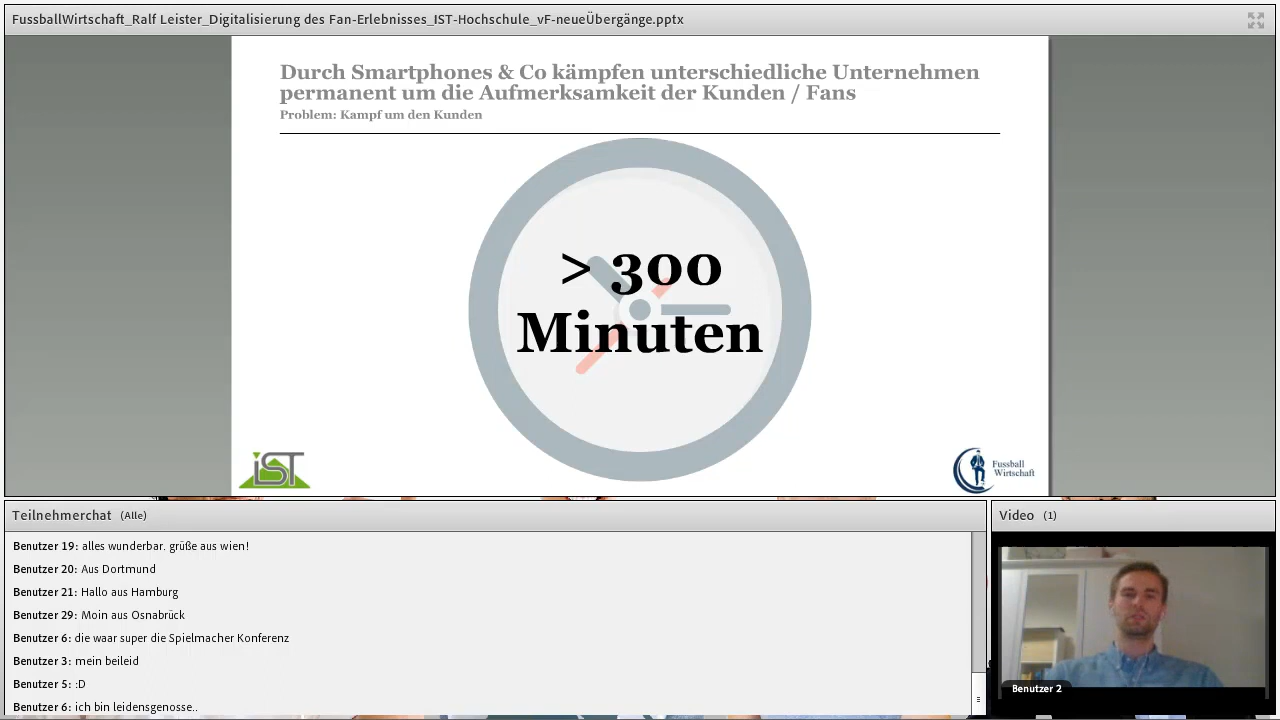 FussballWirtschaft_Ralf Leister_Digitalisierung des Fan-Erlebnisses_IST-Hochschule_vF-neueÜbergänge.pptx
Durch Smartphones & Co kämpfen unterschiedliche Unternehmen
permanent um die Aufmerksamkeit der Kunden / Fans
Problem: Kampf um den Kunden
> 300
Minuten
iST
Fussball
Wirtschaft
Teilnehmerchat (Alle)
Benutzer 19: alles wunderbar. grüße aus wien!
Benutzer 20: Aus Dortmund
Benutzer 21: Hallo aus Hamburg
Benutzer 29: Moin aus Osnabrück
Benutzer 6: die waar super die Spielmacher Konferenz
Benutzer 3: mein beileid
Benutzer 5: :D
Benutzer 6: ich bin leidensgenosse..
Video (1)
Benutzer 2